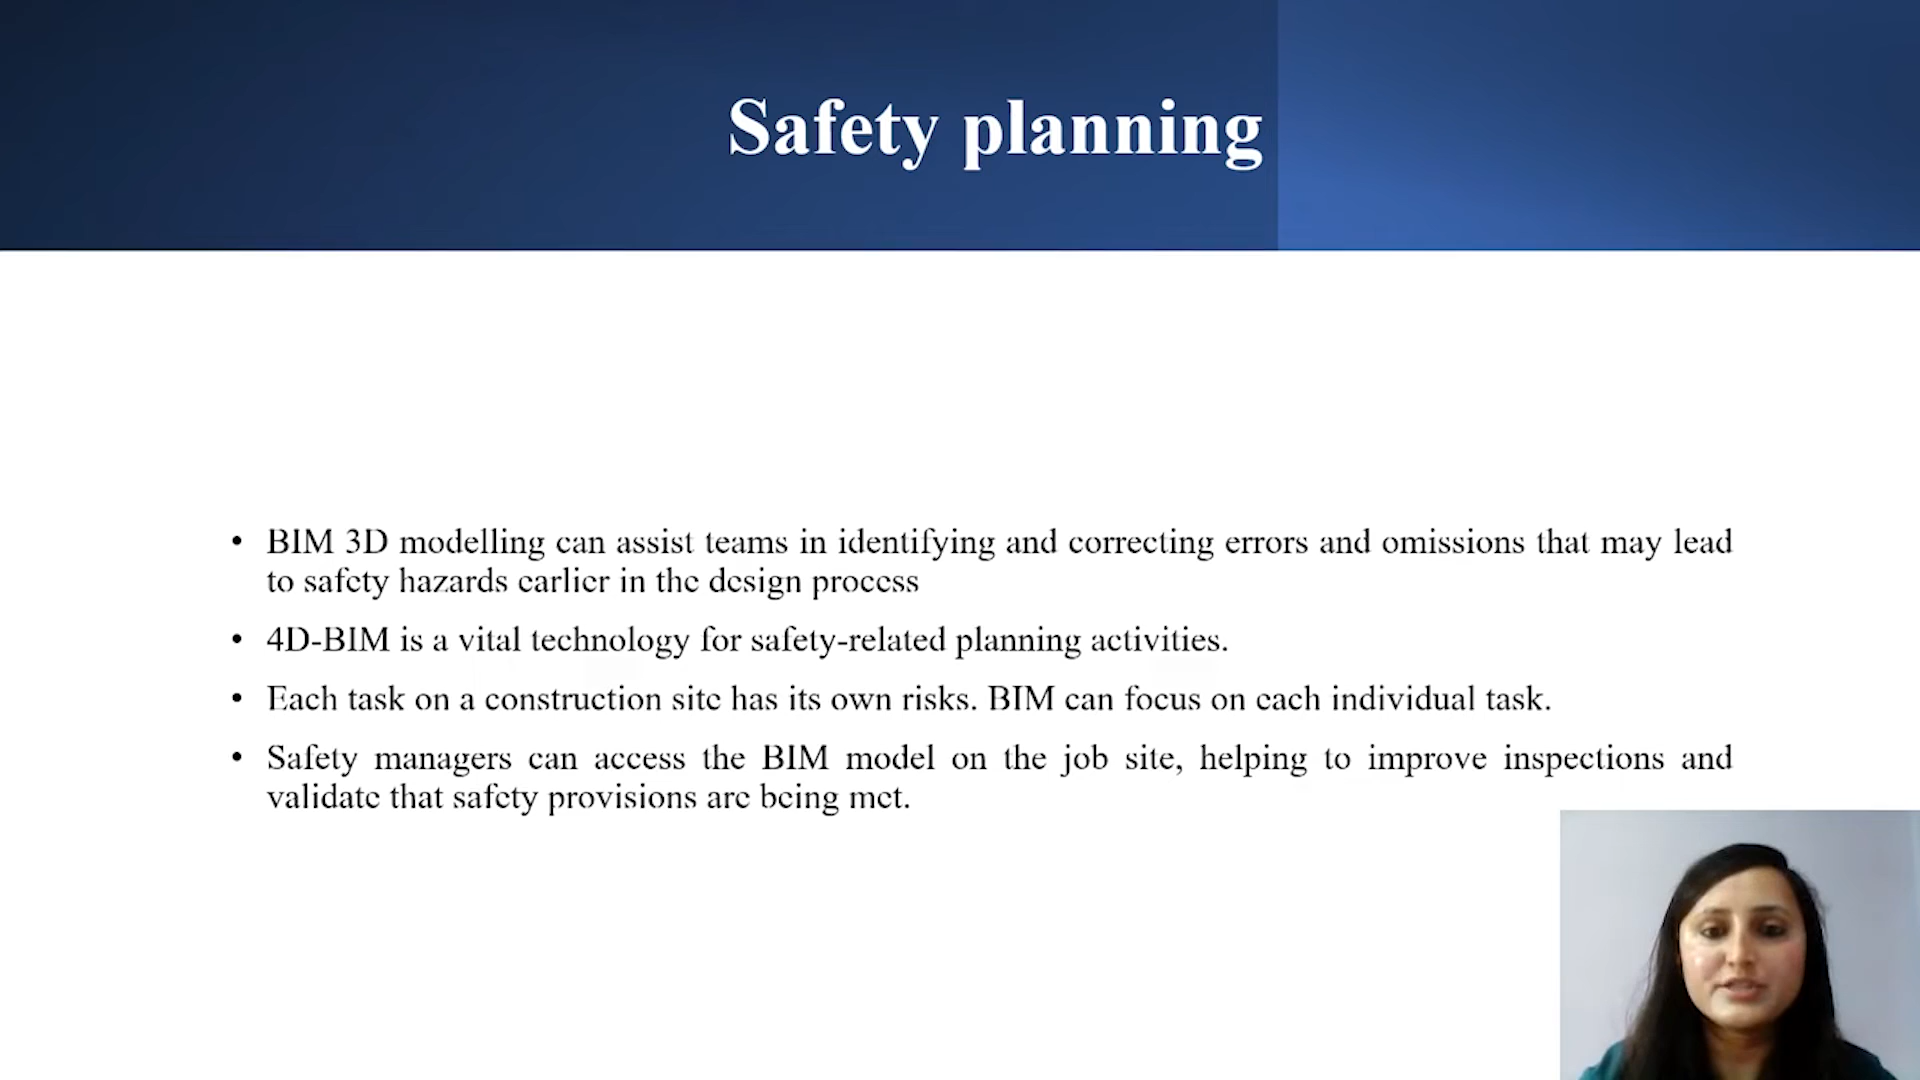 Safety planning
• BIM 3D modelling can assist teams in identifying and correcting errors and omissions that may lead
to safety hazards earlier in the design process
• 4D-BIM is a vital technology for safety-related planning activities.
• Each task on a construction site has its own risks. BIM can focus on each individual task.
• Safety managers can access the BIM model on the job site, helping to improve inspections and
validate that safety provisions are being met.